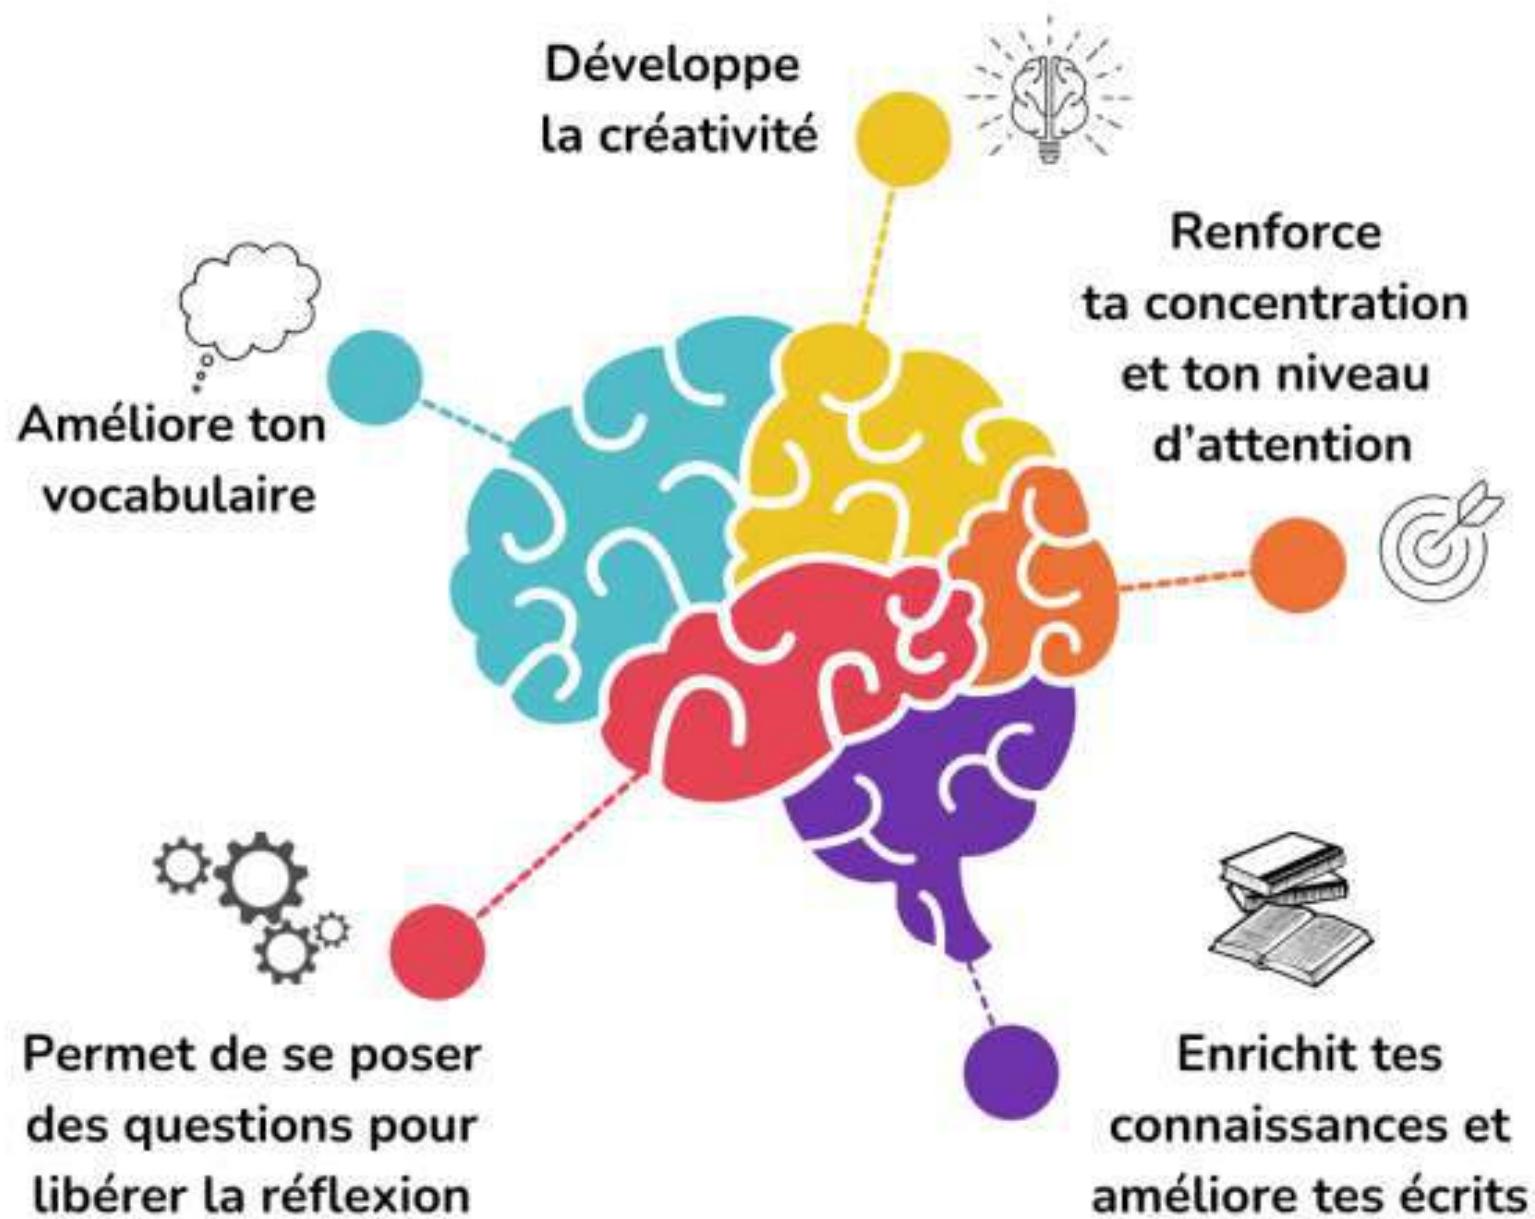 Développe
la créativité
Renforce
ta concentration
et ton niveau
d’attention
Améliore ton
vocabulaire
Permet de se poser
des questions pour
libérer la réflexion
Enrichit tes
connaissances et
améliore tes écrits